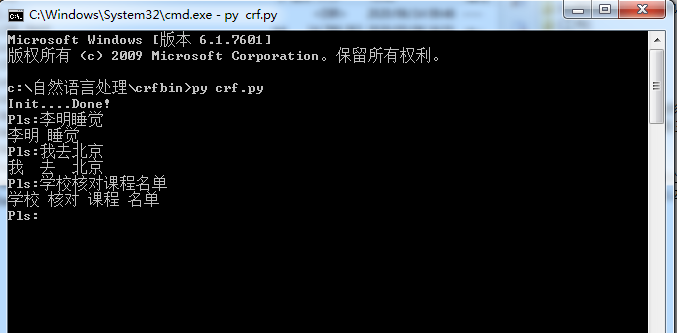 C:\Windows\System32\cmd.exe - py  crf.py
Microsoft Windows [版本 6.1.7601]
版权所有 (c) 2009 Microsoft Corporation。保留所有权利。
c:\自然语言处理\crfbin>py crf.py
Init....Done!
Pls:李明睡觉
李明 睡觉
Pls:我去北京
我  去  北京
Pls:学校核对课程名单
学校 核对 课程 名单
Pls: